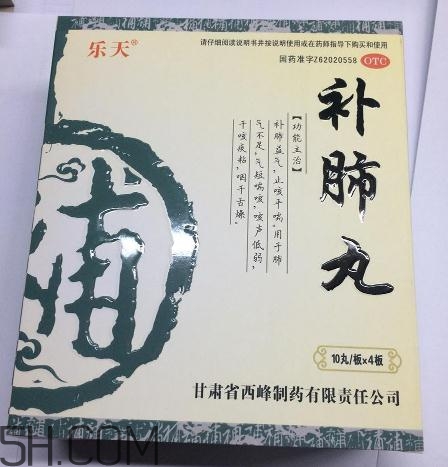 乐天®
请仔细阅读说明书并按说明使用或在药师指导下购买和使用
国药准字Z62020558 OTC
补肺丸
【功能主治】
补肺益气，止咳平喘。用于肺
气不足，气短喘咳，咳声低弱，
干咳痰粘，咽干舌燥。
10丸/板×4板
甘肃省西峰制药有限责任公司
5H.COM